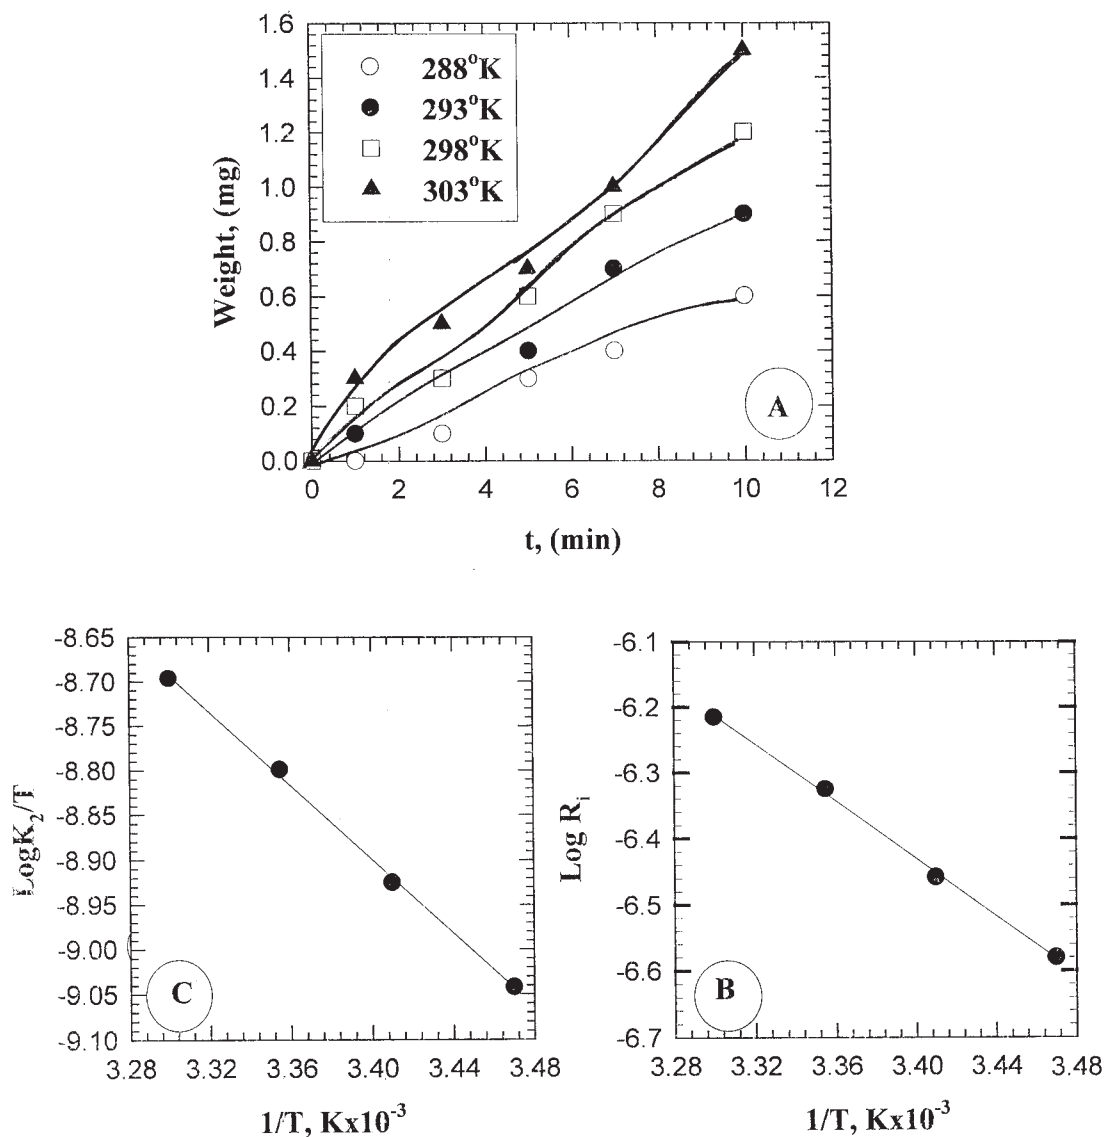 1.6
1.4
1.2
1.0
0.8
0.6
0.4
0.2
0.0
Weight, (mg)
288°K
293°K
298°K
303°K
A
0 2 4 6 8 10 12
t, (min)
-8.65
-8.70
-8.75
-8.80
-8.85
-8.90
-8.95
-9.00
-9.05
-9.10
LogK₂/T
C
3.28 3.32 3.36 3.40 3.44 3.48
1/T, Kx10⁻³
-6.1
-6.2
-6.3
-6.4
-6.5
-6.6
-6.7
Log Rᵢ
B
3.28 3.32 3.36 3.40 3.44 3.48
1/T, Kx10⁻³